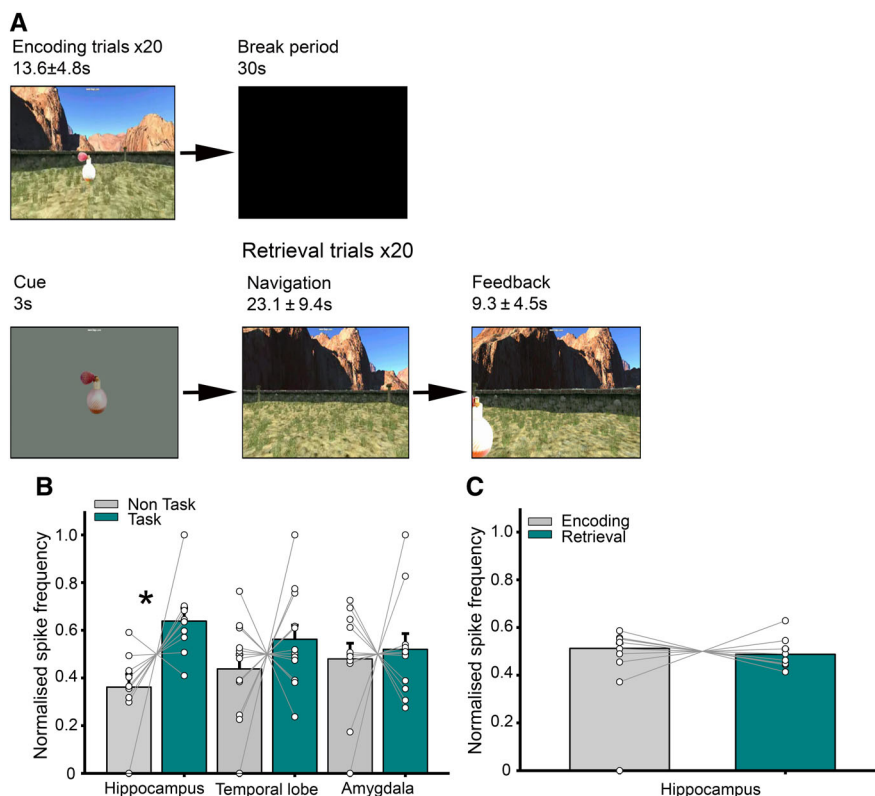 A
Encoding trials x20
13.6±4.8s
Break period
30s
Retrieval trials x20
Cue
3s
Navigation
23.1 ± 9.4s
Feedback
9.3 ± 4.5s
B
Non Task
Task
Normalised spike frequency
1.0
0.8
0.6
0.4
0.2
0
*
Hippocampus
Temporal lobe
Amygdala
C
Encoding
Retrieval
Normalised spike frequency
1.0
0.8
0.6
0.4
0.2
0
Hippocampus